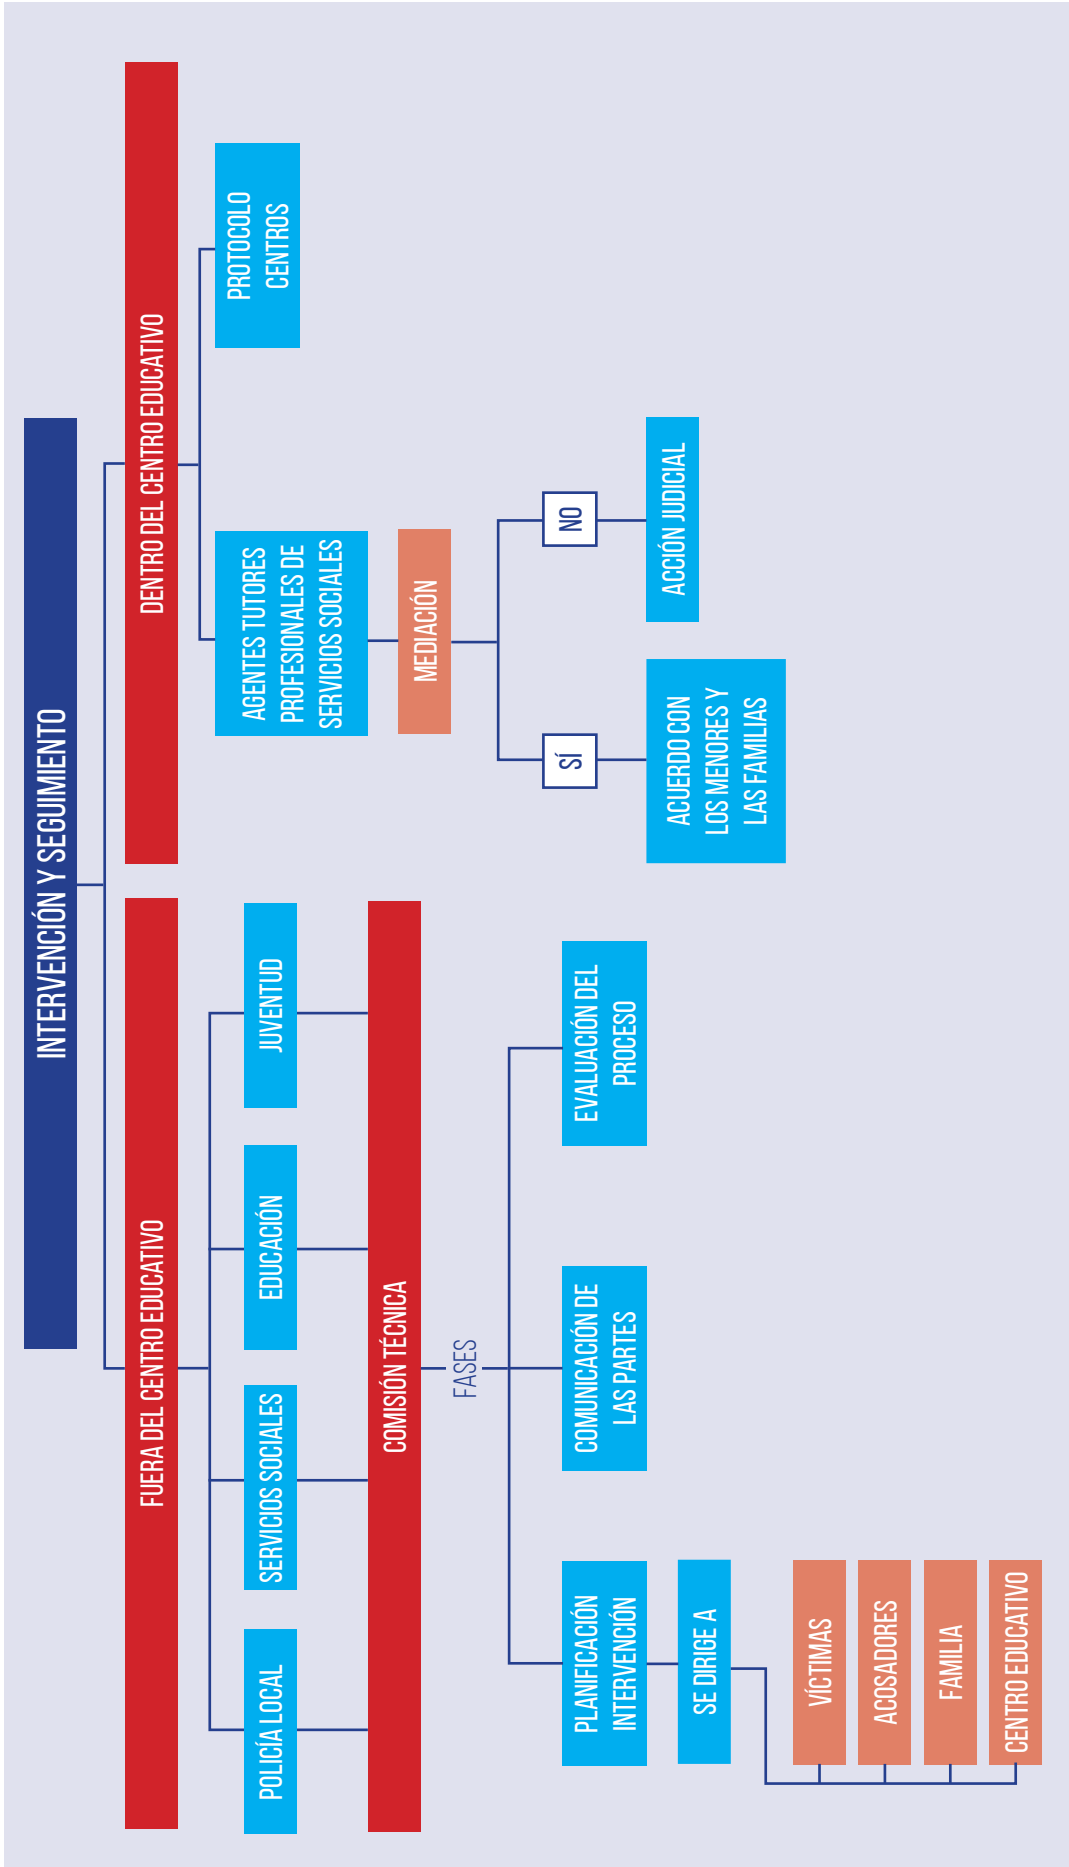 INTERVENCIÓN Y SEGUIMIENTO
FUERA DEL CENTRO EDUCATIVO
DENTRO DEL CENTRO EDUCATIVO
POLICÍA LOCAL
SERVICIOS SOCIALES
EDUCACIÓN
JUVENTUD
AGENTES TUTORES
PROFESIONALES DE
SERVICIOS SOCIALES
PROTOCOLO
CENTROS
COMISIÓN TÉCNICA
MEDIACIÓN
FASES
SÍ
NO
PLANIFICACIÓN
INTERVENCIÓN
COMUNICACIÓN DE
LAS PARTES
EVALUACIÓN DEL
PROCESO
ACUERDO CON
LOS MENORES Y
LAS FAMILIAS
ACCIÓN JUDICIAL
SE DIRIGE A
VÍCTIMAS
ACOSADORES
FAMILIA
CENTRO EDUCATIVO